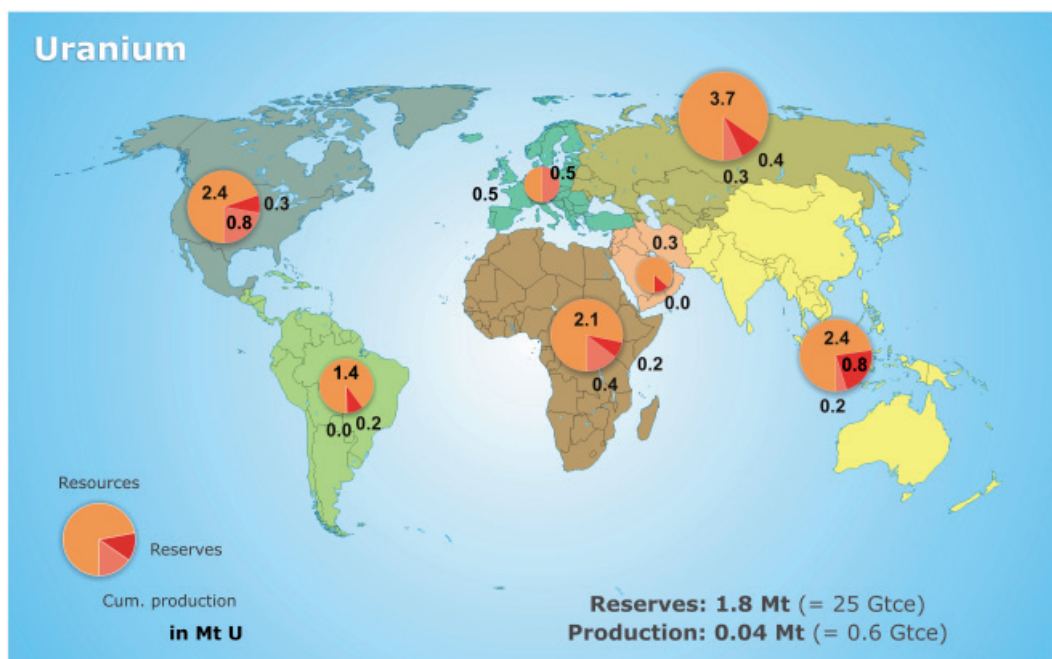 Uranium
3.7
0.4
0.3
2.4
0.3
0.8
0.5
0.5
0.3
0.0
2.1
0.2
0.4
2.4
0.8
0.2
1.4
0.2
0.0
Resources
Reserves
Cum. production
in Mt U
Reserves: 1.8 Mt (= 25 Gtce)
Production: 0.04 Mt (= 0.6 Gtce)